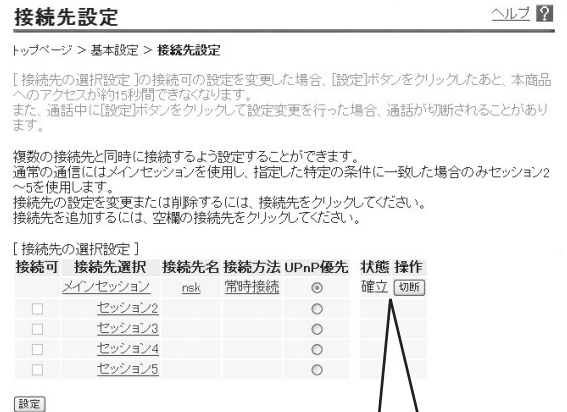 接続先設定 ヘルプ ?
トップページ > 基本設定 > 接続先設定
[ 接続先の選択設定 ]の接続可の設定を変更した場合、[設定]ボタンをクリックしたあと、本商品
へのアクセスが約15秒間できなくなります。
また、通話中に[設定]ボタンをクリックして設定変更を行った場合、通話が切断されることがあり
ます。
複数の接続先と同時に接続するよう設定することができます。
通常の通信にはメインセッションを使用し、指定した特定の条件に一致した場合のみセッション2
～5を使用します。
接続先の設定を変更または削除するには、接続先をクリックしてください。
接続先を追加するには、空欄の接続先をクリックしてください。
[ 接続先の選択設定 ]
接続可 接続先選択 接続先名 接続方法 UPnP優先 状態 操作
メインセッション nsk 常時接続 確立 切断
セッション2
セッション3
セッション4
セッション5
設定